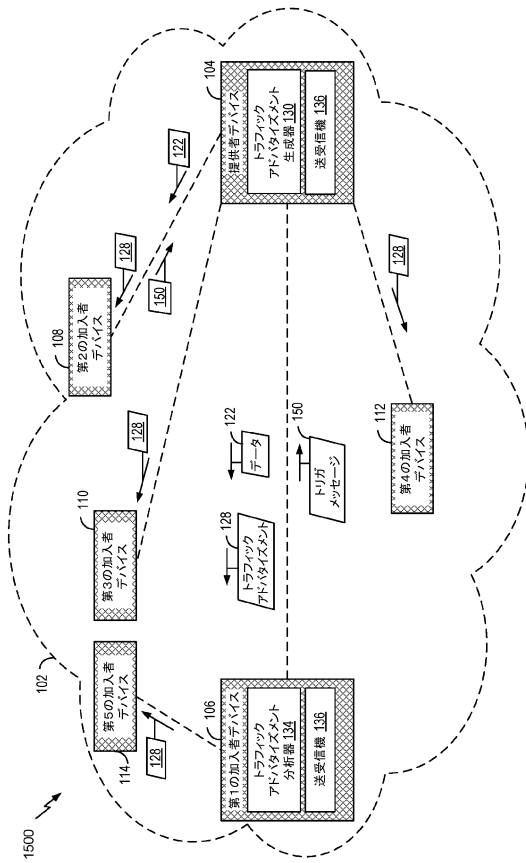 1500
102
114
第5の加入者
デバイス
128
110
第3の加入者
デバイス
128
108
第2の加入者
デバイス
128
150
122
106
第1の加入者デバイス
トラフィック
アドバタイズメント
分析器 134
送受信機 136
128
トラフィック
アドバタイズメント
122
データ
150
トリガ
メッセージ
112
第4の加入者
デバイス
128
104
提供者デバイス
トラフィック
アドバタイズメント
生成器 130
送受信機 136